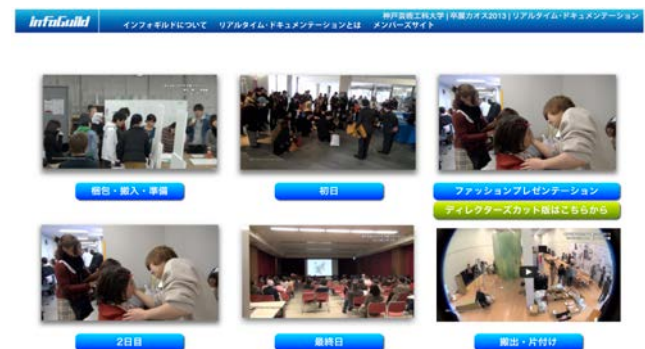 infoGuild
神戸芸術工科大学 | 卒展カオス2013 | リアルタイム・ドキュメンテーション
インフォギルドについて リアルタイム・ドキュメンテーションとは メンバーズサイト
梱包・搬入・準備
初日
ファッションプレゼンテーション
ディレクターズカット版はこちらから
2日目
最終日
搬出・片付け